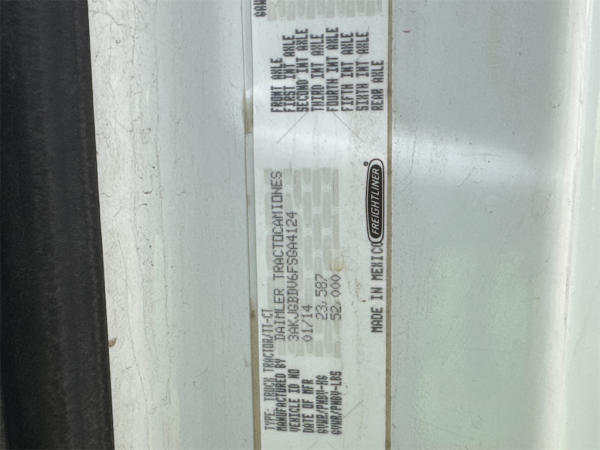 TYPE: TRUCK TRACTOR/TT-CT
MANUFACTURED BY DAIMLER TRACTOCAMIONES
VEHICLE ID NO 3AKJGBDV6FSGA4124
DATE OF MFR 01/14
GVWR/PNBV-KG 23,587
GVWR/PNBV-LBS 52,000
MADE IN MEXICO
FREIGHTLINER
FRONT AXLE
FIRST INT AXLE
SECOND INT AXLE
THIRD INT AXLE
FOURTH INT AXLE
FIFTH INT AXLE
SIXTH INT AXLE
REAR AXLE